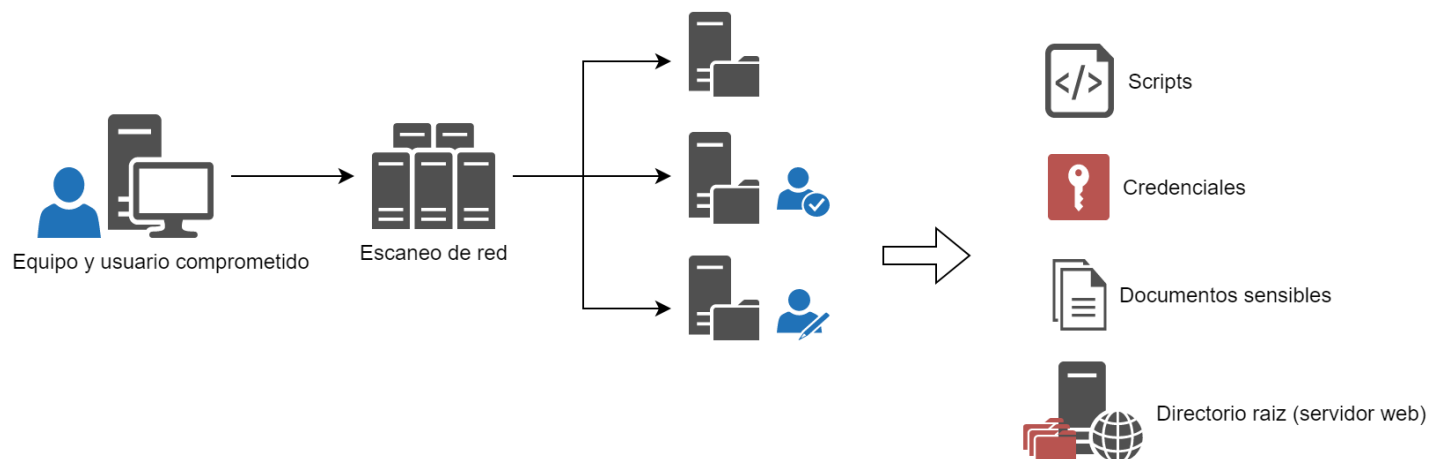 Scripts
Equipo y usuario comprometido
Escaneo de red
Credenciales
Documentos sensibles
Directorio raiz (servidor web)